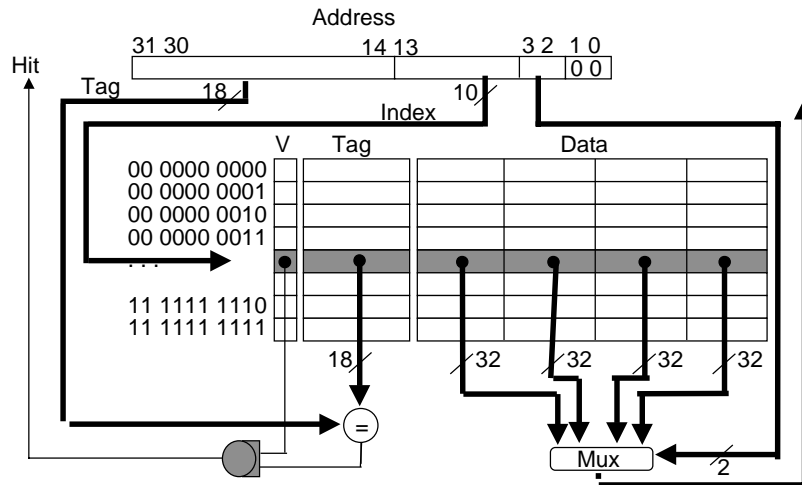 Address
31 30 14 13 3 2 1 0
Hit
0 0
Tag 18 10
Index
V Tag Data
00 0000 0000
00 0000 0001
00 0000 0010
00 0000 0011
. . .
11 1111 1110
11 1111 1111
18 32 32 32 32
=
Mux 2